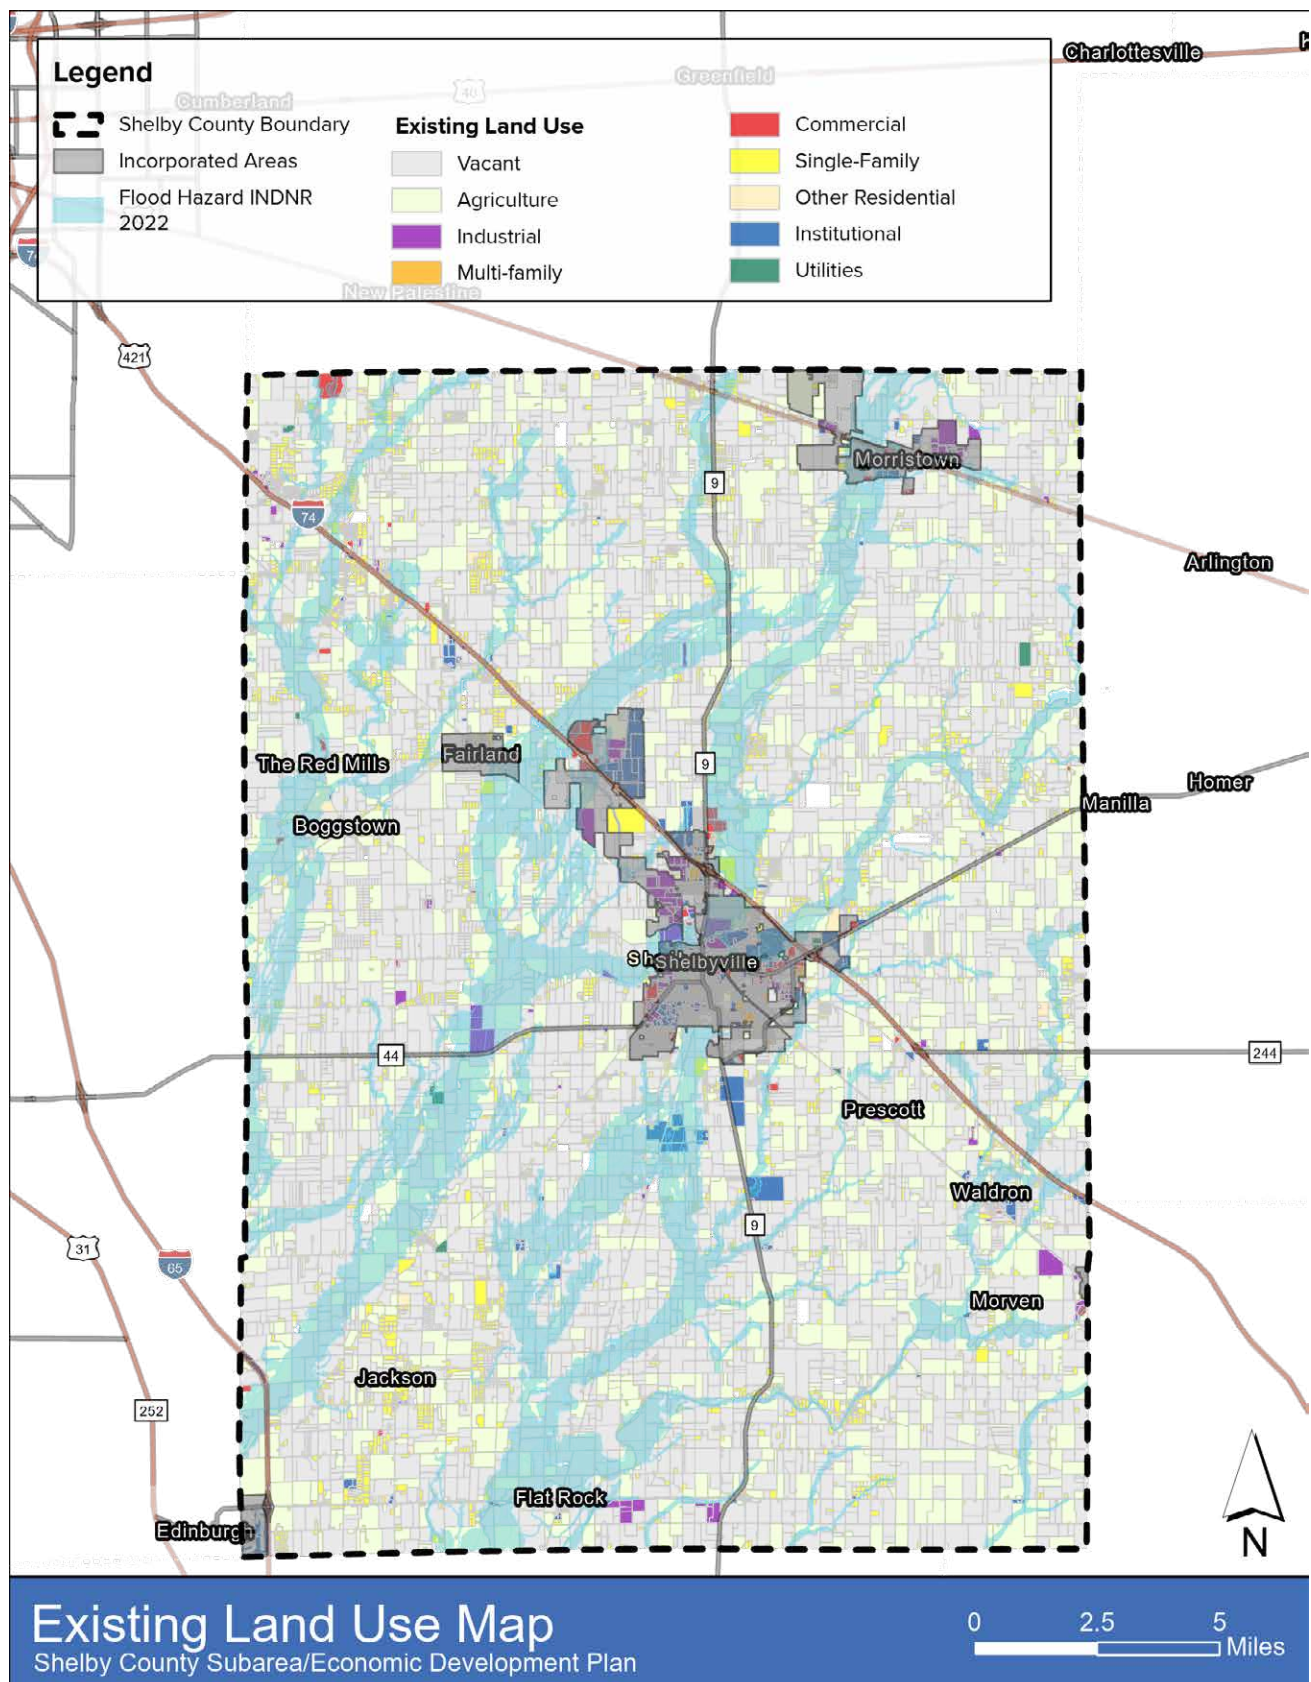 Charlottesville
Legend
Greenfield
40
Cumberland
Shelby County Boundary
Existing Land Use
Commercial
Incorporated Areas
Vacant
Single-Family
Flood Hazard INDNR
2022
Agriculture
Other Residential
Industrial
Institutional
Multi-family
Utilities
New Palestine
421
Morristown
9
74
Arlington
Fairland
The Red Mills
9
Homer
Manilla
Boggstown
Shelbyville
44
244
Prescott
Waldron
9
31
65
Morven
Jackson
252
Flat Rock
Edinburgh
N
Existing Land Use Map
Shelby County Subarea/Economic Development Plan
0 2.5 5
Miles